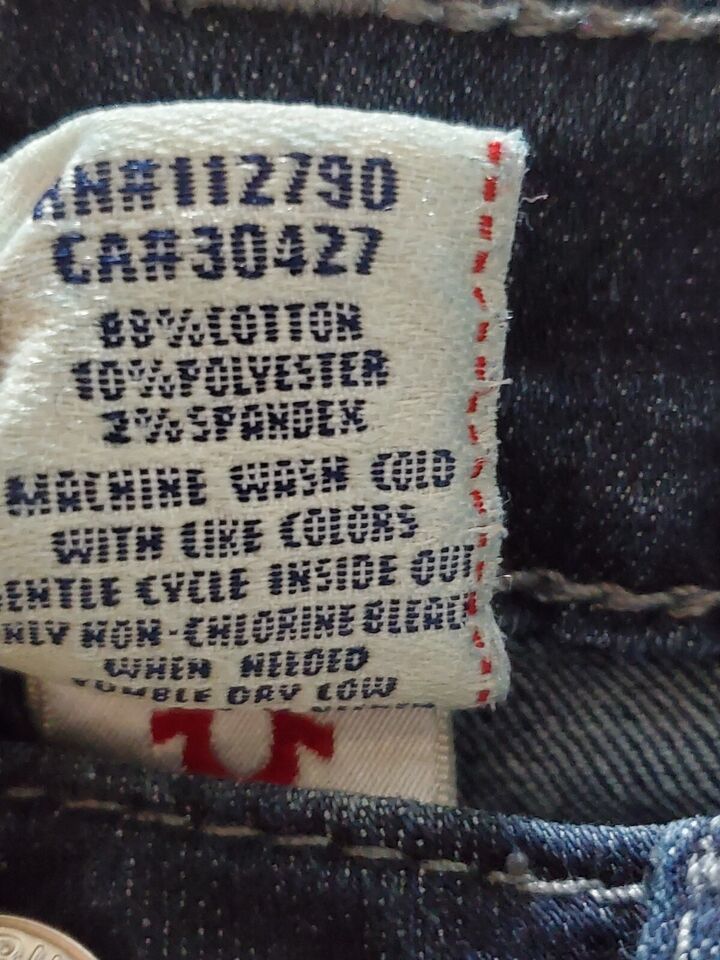 RN#112790
CA#30427
88%COTTON
10%POLYESTER
2%SPANDEX
MACHINE WASH COLD
WITH LIKE COLORS
GENTLE CYCLE INSIDE OUT
ONLY NON-CHLORINE BLEACH
WHEN NEEDED
TUMBLE DRY LOW